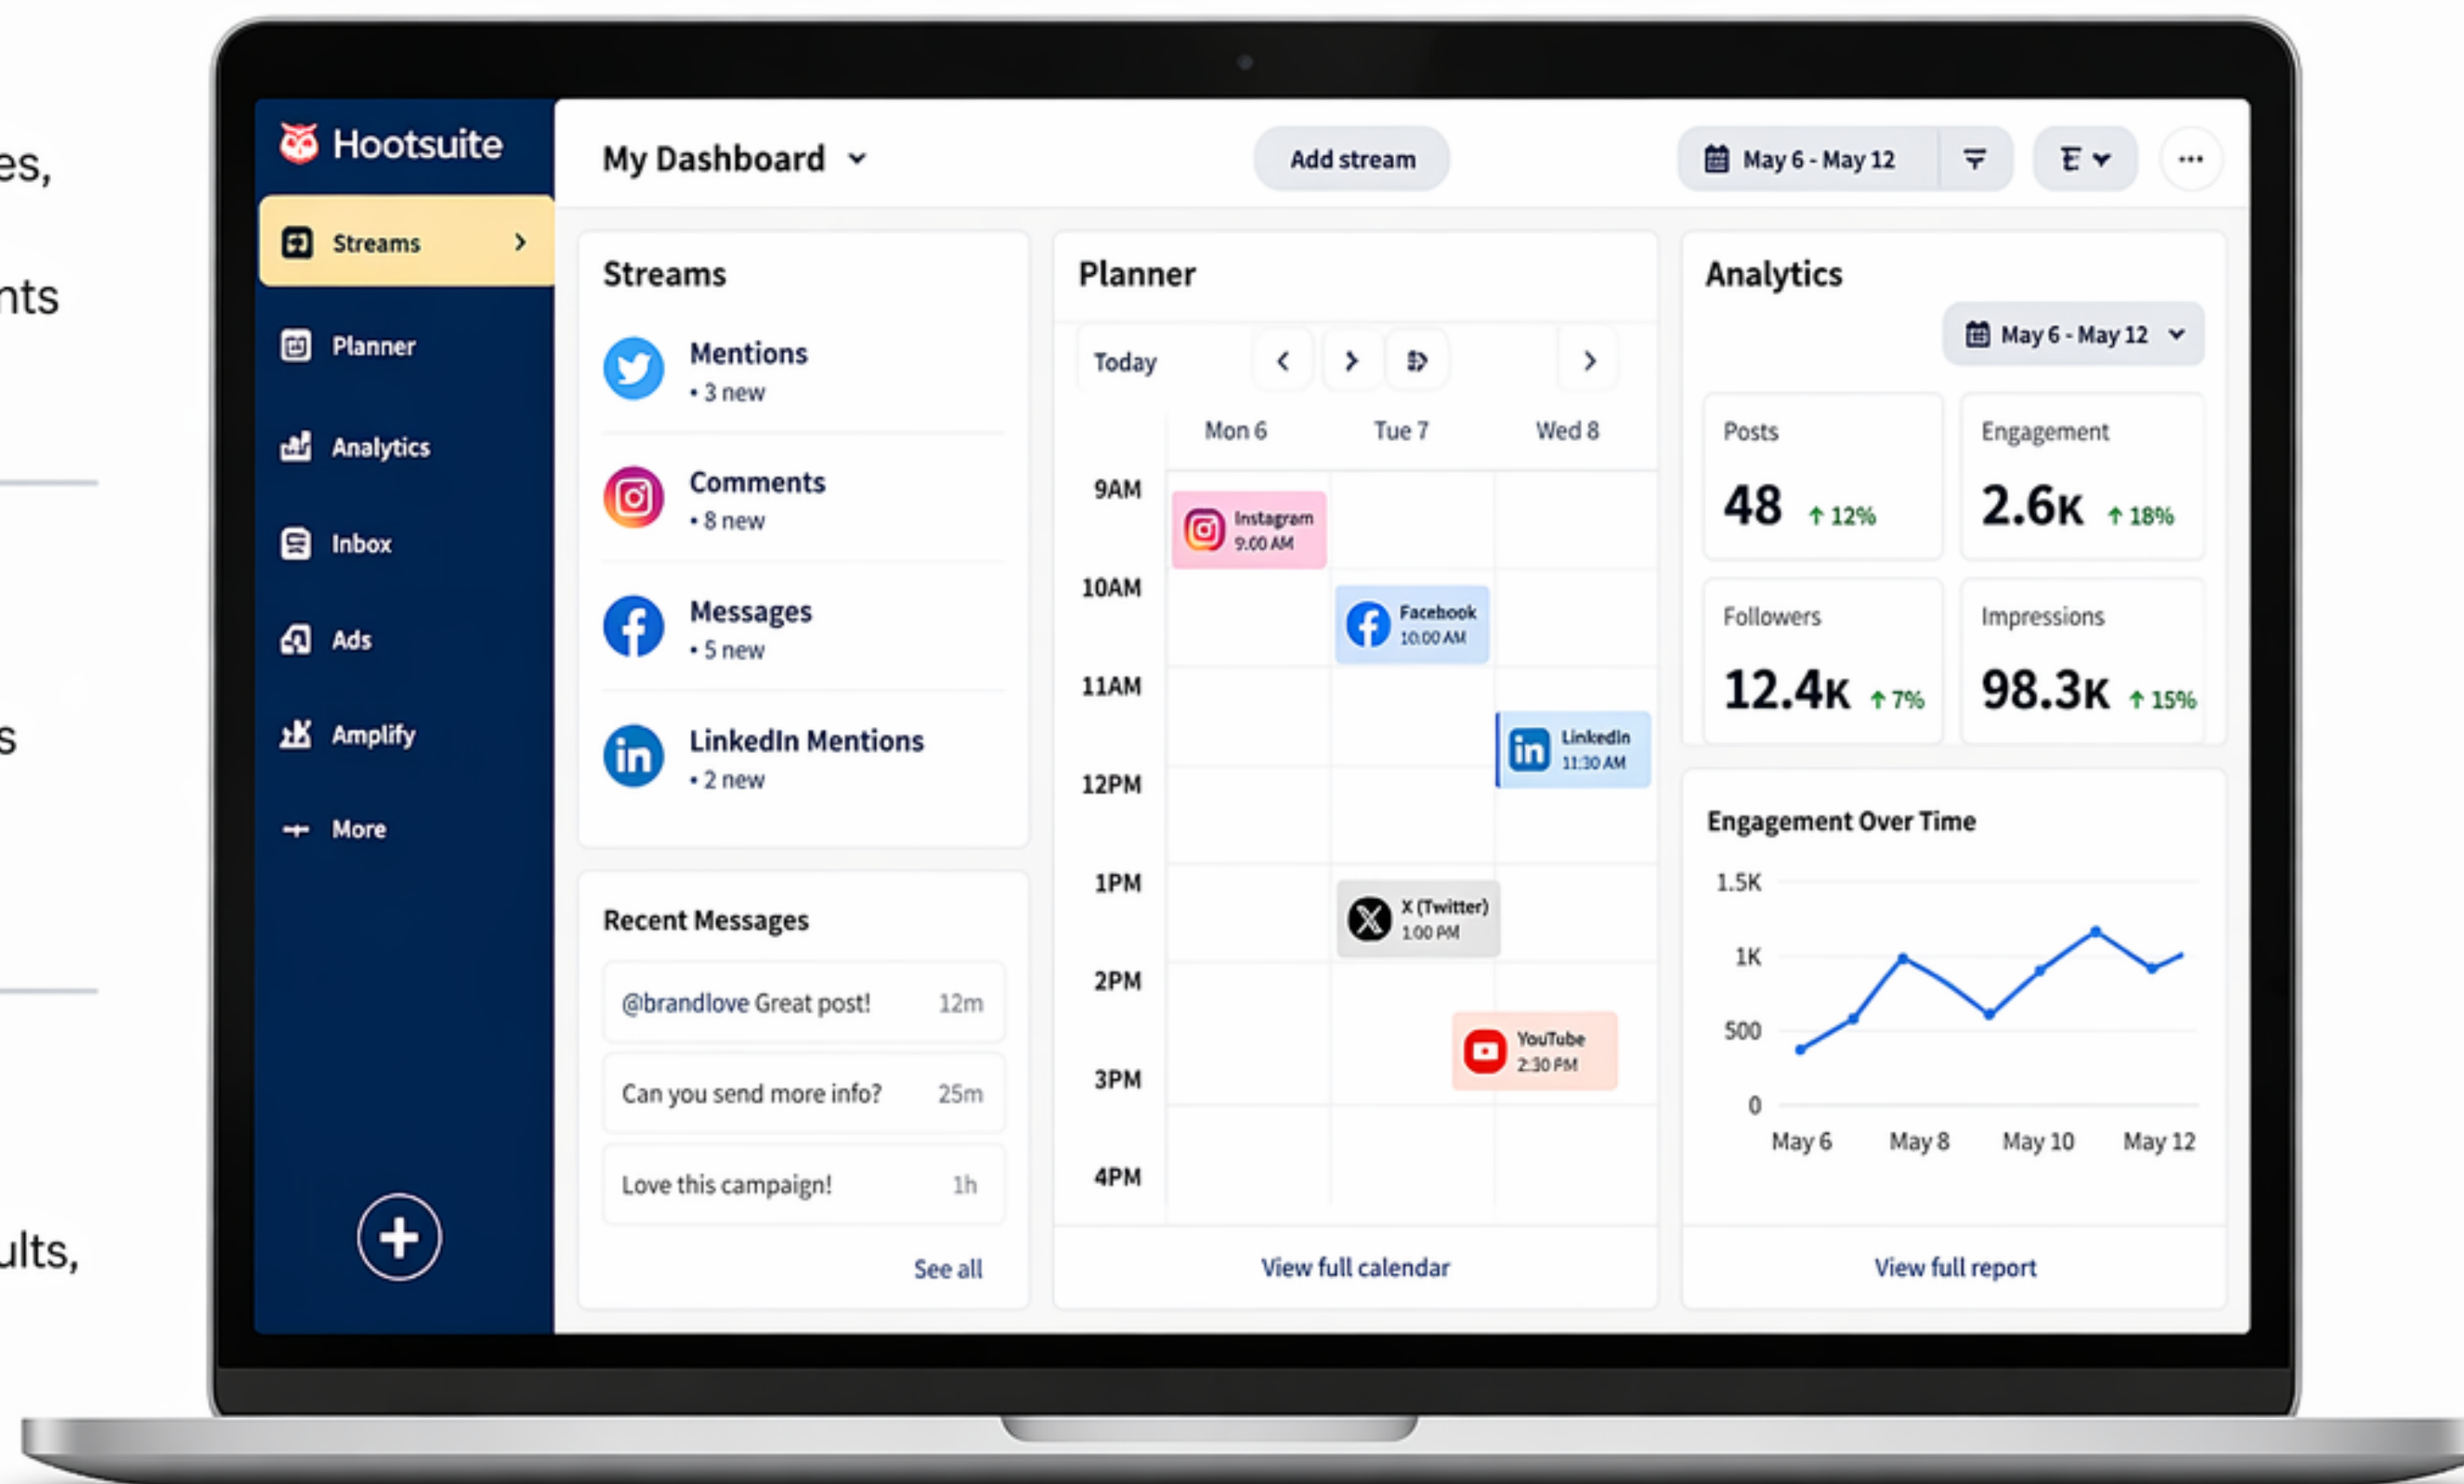 es,
nts
s
ults,
Hootsuite
Streams
Planner
Analytics
Inbox
Ads
Amplify
More
My Dashboard
Add stream
May 6 - May 12
Streams
Mentions
• 3 new
Comments
• 8 new
Messages
• 5 new
LinkedIn Mentions
• 2 new
Recent Messages
@brandlove Great post! 12m
Can you send more info? 25m
Love this campaign! 1h
See all
Planner
Today
Mon 6 Tue 7 Wed 8
9AM
Instagram
9.00 AM
10AM
Facebook
10:00 AM
11AM
LinkedIn
11:30 AM
12PM
1PM
X (Twitter)
1.00 PM
2PM
YouTube
2:30 PM
3PM
4PM
View full calendar
Analytics
May 6 - May 12
Posts
48 ↑ 12%
Engagement
2.6K ↑ 18%
Followers
12.4K ↑ 7%
Impressions
98.3K ↑ 15%
Engagement Over Time
1.5K
1K
500
0
May 6 May 8 May 10 May 12
View full report